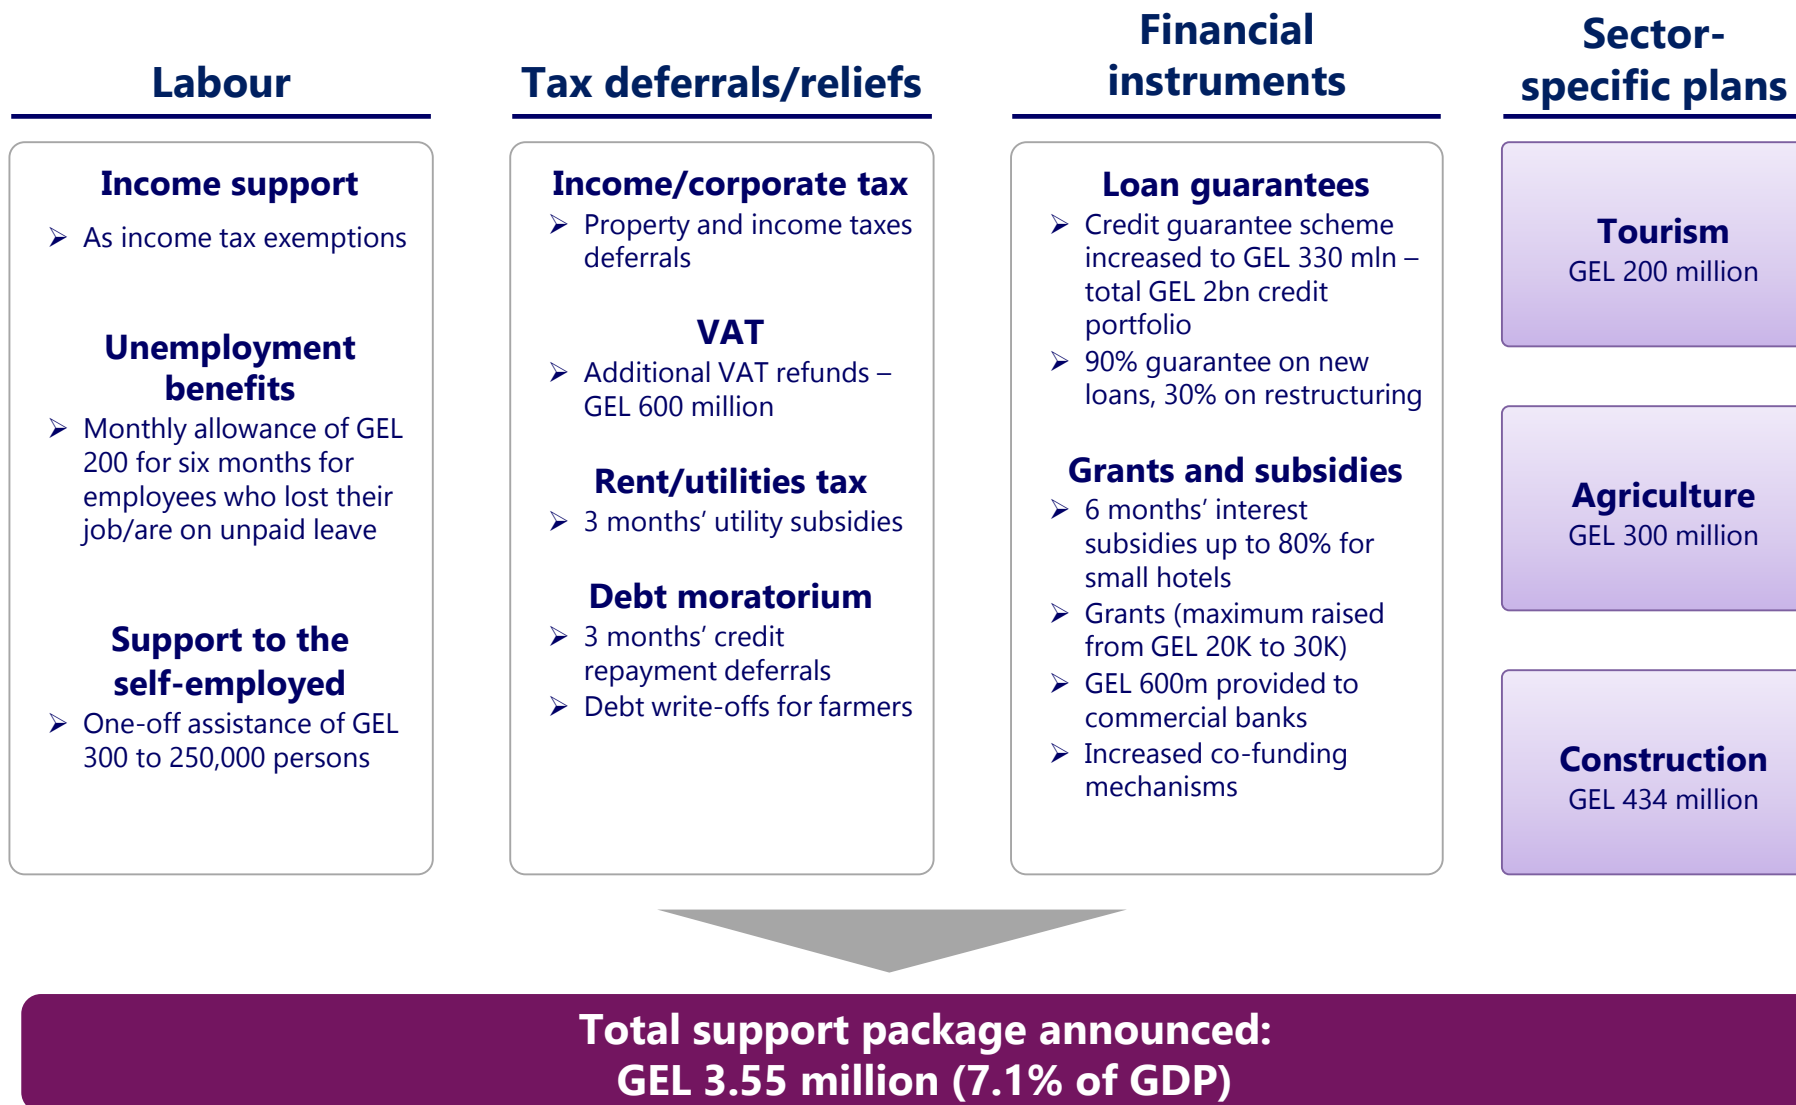 Labour
Income support
➢ As income tax exemptions
Unemployment
benefits
➢ Monthly allowance of GEL
200 for six months for
employees who lost their
job/are on unpaid leave
Support to the
self-employed
➢ One-off assistance of GEL
300 to 250,000 persons
Tax deferrals/reliefs
Income/corporate tax
➢ Property and income taxes
deferrals
VAT
➢ Additional VAT refunds –
GEL 600 million
Rent/utilities tax
➢ 3 months’ utility subsidies
Debt moratorium
➢ 3 months’ credit
repayment deferrals
➢ Debt write-offs for farmers
Financial
instruments
Loan guarantees
➢ Credit guarantee scheme
increased to GEL 330 mln –
total GEL 2bn credit
portfolio
➢ 90% guarantee on new
loans, 30% on restructuring
Grants and subsidies
➢ 6 months’ interest
subsidies up to 80% for
small hotels
➢ Grants (maximum raised
from GEL 20K to 30K)
➢ GEL 600m provided to
commercial banks
➢ Increased co-funding
mechanisms
Sector-
specific plans
Tourism
GEL 200 million
Agriculture
GEL 300 million
Construction
GEL 434 million
Total support package announced:
GEL 3.55 million (7.1% of GDP)